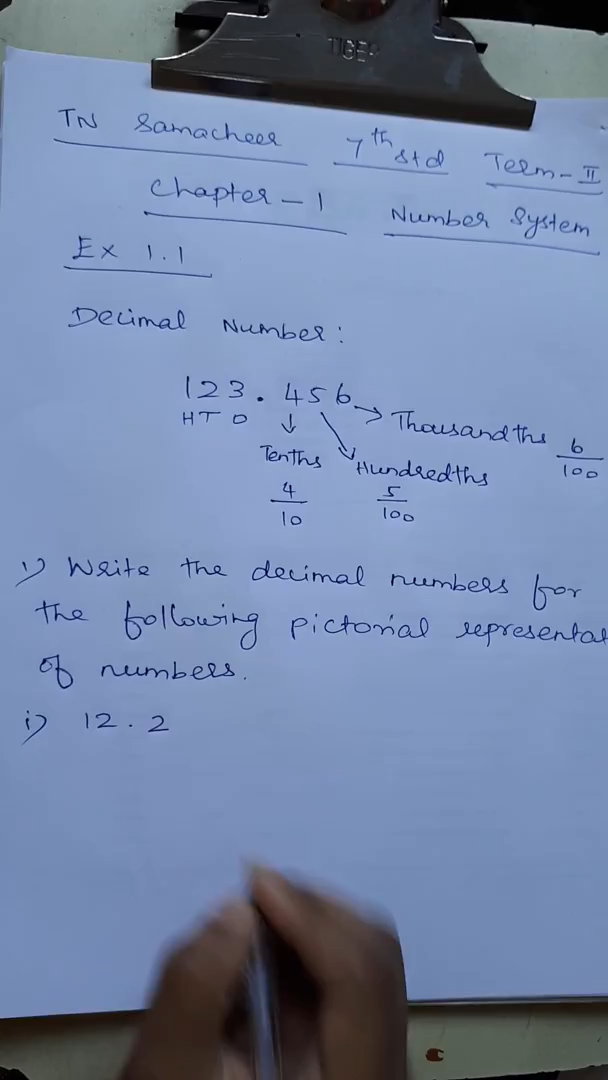 TIGER
TN Samacheer 7th std Term-II
Chapter-1 Number System
Ex 1.1
Decimal Number:
123.456 → Thousandths 6/100
H T O
Tenths 4/10
Hundredths 5/100
1) Write the decimal numbers for
the following pictorial representat
of numbers.
i) 12.2